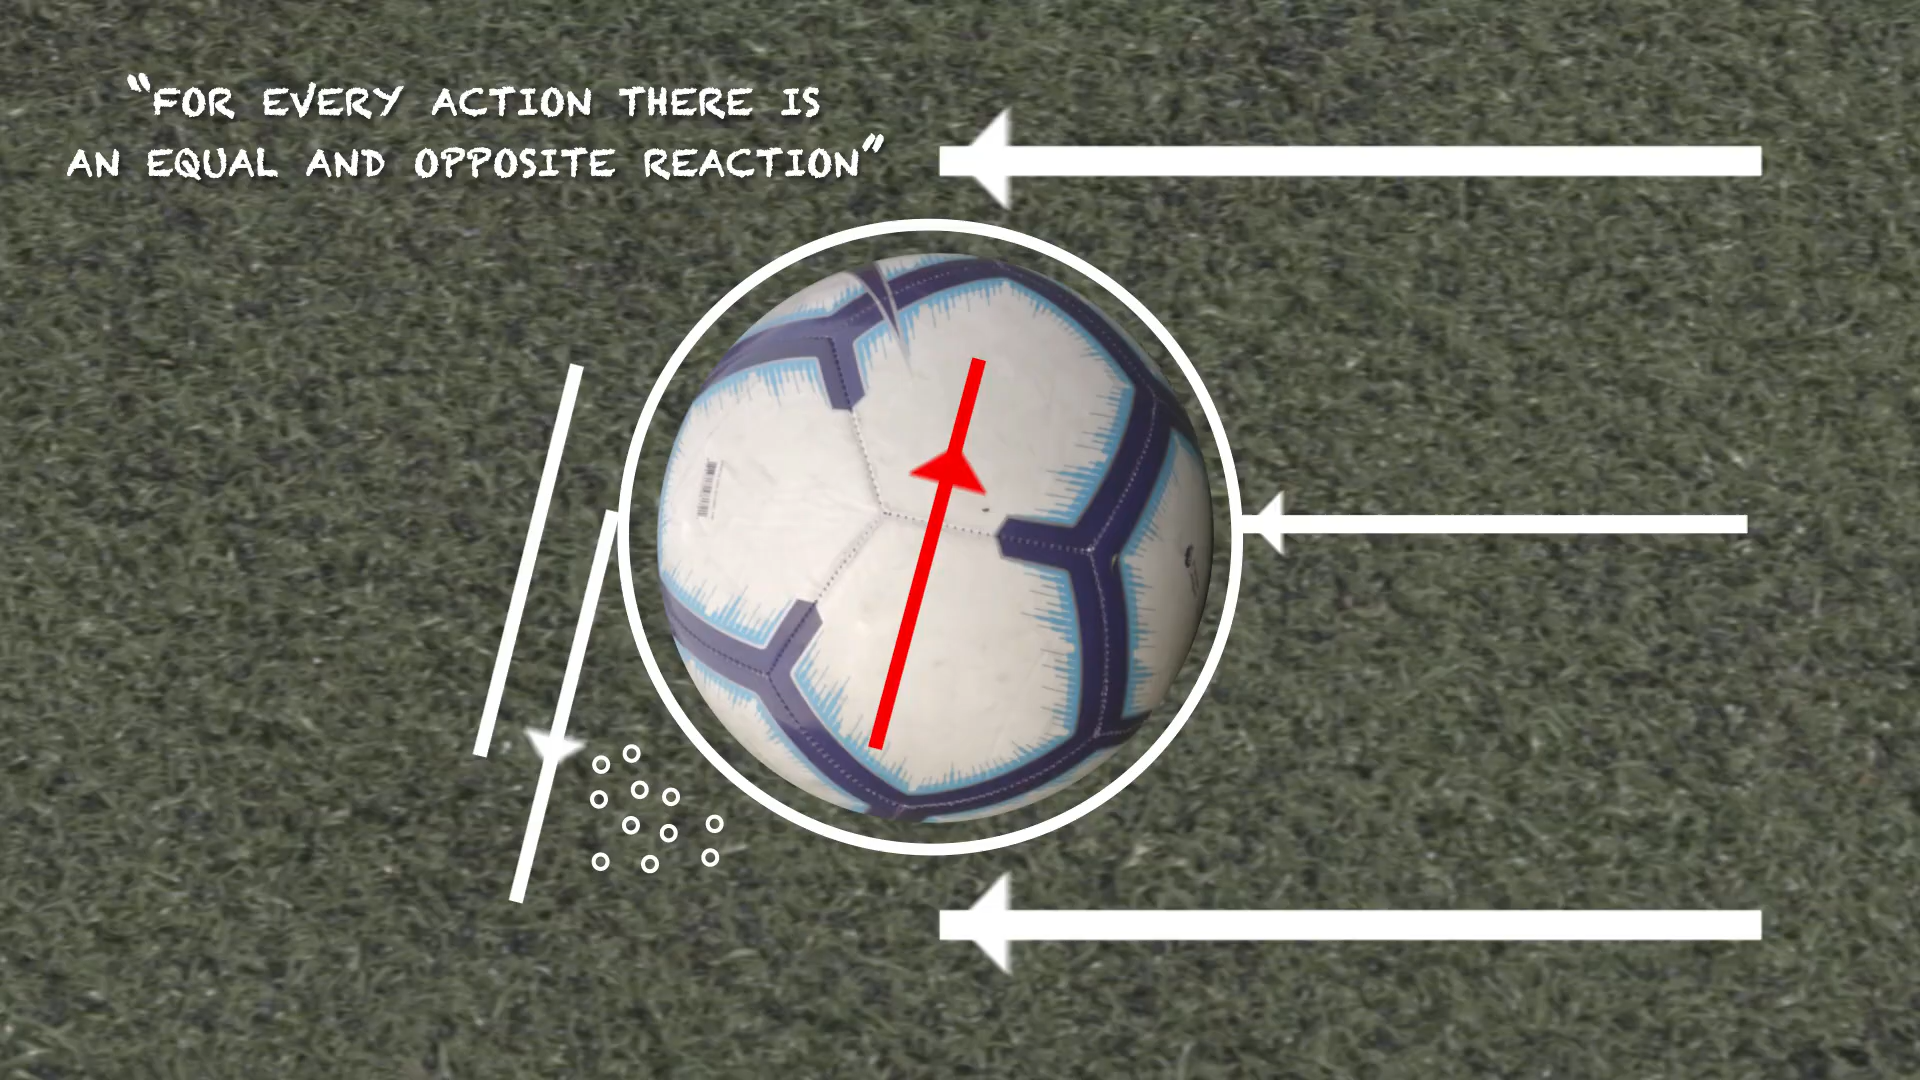 “FOR EVERY ACTION THERE IS
AN EQUAL AND OPPOSITE REACTION”